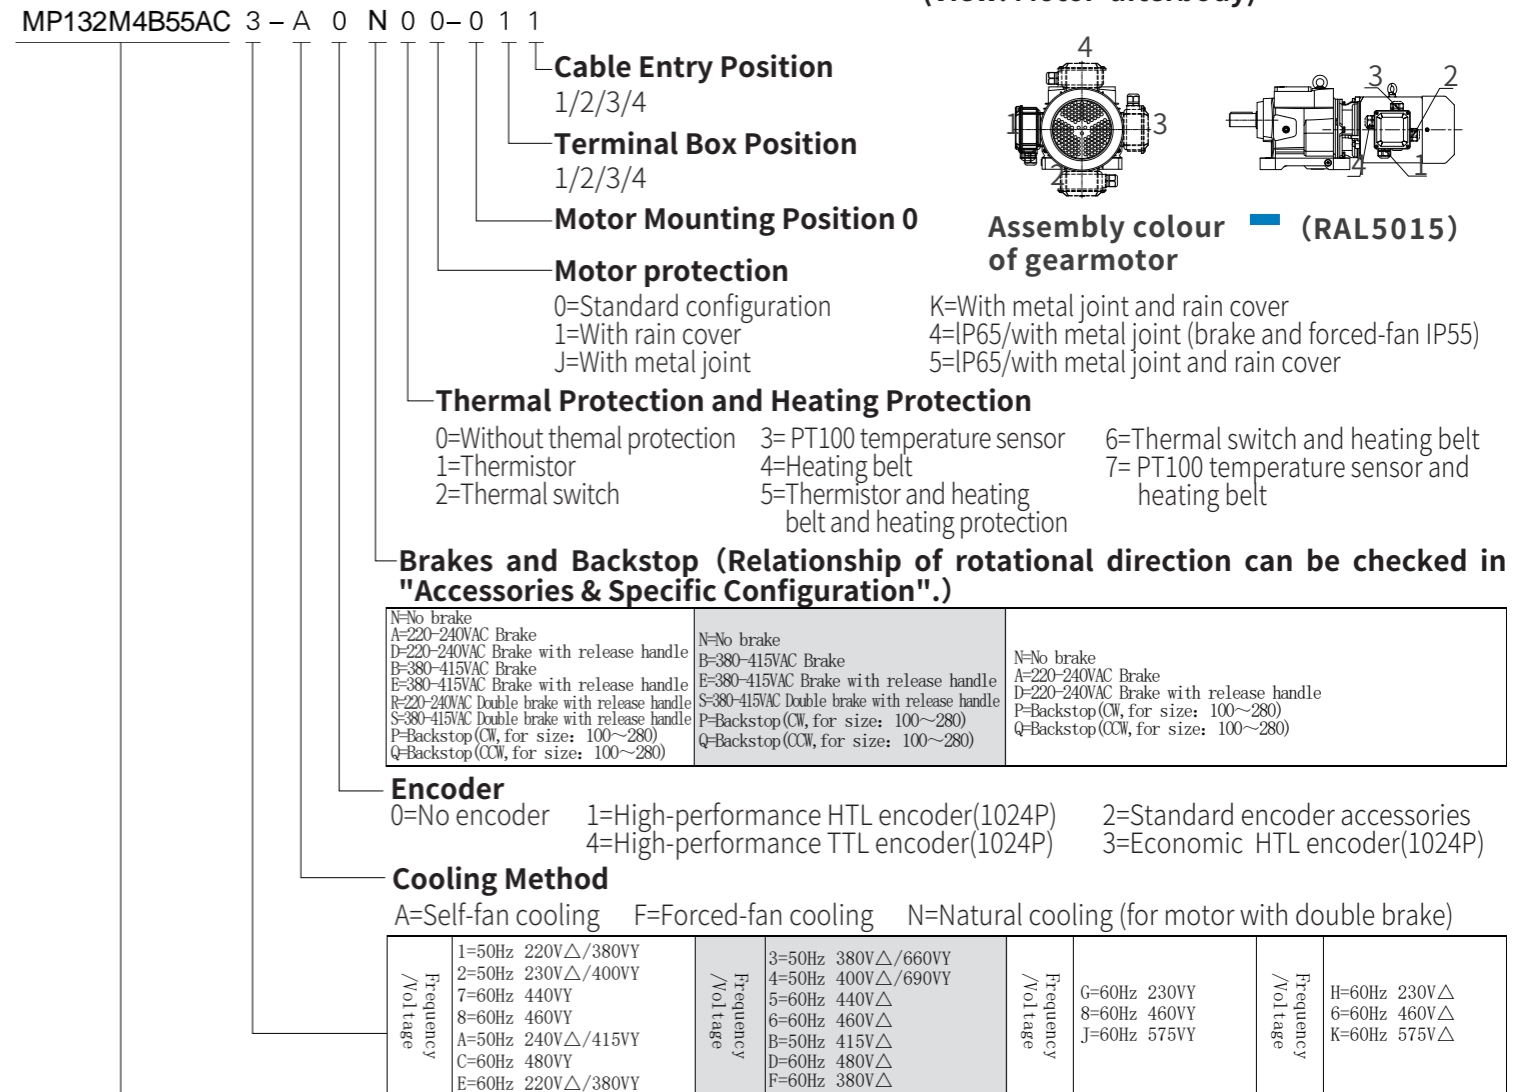 (View: Motor afterbody)
MP132M4B55AC 3 – A 0 N 0 0 – 0 1 1
Cable Entry Position
1/2/3/4
Terminal Box Position
1/2/3/4
Motor Mounting Position 0
4
1
3
2
3
2
4
1
Assembly colour
of gearmotor
（RAL5015）
Motor protection
0=Standard configuration
1=With rain cover
J=With metal joint
K=With metal joint and rain cover
4=lP65/with metal joint (brake and forced-fan IP55)
5=lP65/with metal joint and rain cover
Thermal Protection and Heating Protection
0=Without themal protection
1=Thermistor
2=Thermal switch
3= PT100 temperature sensor
4=Heating belt
5=Thermistor and heating
belt and heating protection
6=Thermal switch and heating belt
7= PT100 temperature sensor and
heating belt
Brakes and Backstop（Relationship of rotational direction can be checked in
"Accessories & Specific Configuration".）
N=No brake
A=220-240VAC Brake
D=220-240VAC Brake with release handle
B=380-415VAC Brake
E=380-415VAC Brake with release handle
R=220-240VAC Double brake with release handle
S=380-415VAC Double brake with release handle
P=Backstop(CW,for size：100～280)
Q=Backstop(CCW,for size：100～280)
N=No brake
B=380-415VAC Brake
E=380-415VAC Brake with release handle
S=380-415VAC Double brake with release handle
P=Backstop(CW,for size：100～280)
Q=Backstop(CCW,for size：100～280)
N=No brake
A=220-240VAC Brake
D=220-240VAC Brake with release handle
P=Backstop(CW,for size：100～280)
Q=Backstop(CCW,for size：100～280)
Encoder
0=No encoder
1=High-performance HTL encoder(1024P)
2=Standard encoder accessories
4=High-performance TTL encoder(1024P)
3=Economic HTL encoder(1024P)
Cooling Method
A=Self-fan cooling F=Forced-fan cooling N=Natural cooling (for motor with double brake)
Frequency
/Voltage
1=50Hz 220V△/380VY
2=50Hz 230V△/400VY
7=60Hz 440VY
8=60Hz 460VY
A=50Hz 240V△/415VY
C=60Hz 480VY
E=60Hz 220V△/380VY
Frequency
/Voltage
3=50Hz 380V△/660VY
4=50Hz 400V△/690VY
5=60Hz 440V△
6=60Hz 460V△
B=50Hz 415V△
D=60Hz 480V△
F=60Hz 380V△
Frequency
/Voltage
G=60Hz 230VY
8=60Hz 460VY
J=60Hz 575VY
Frequency
/Voltage
H=60Hz 230V△
6=60Hz 460V△
K=60Hz 575V△